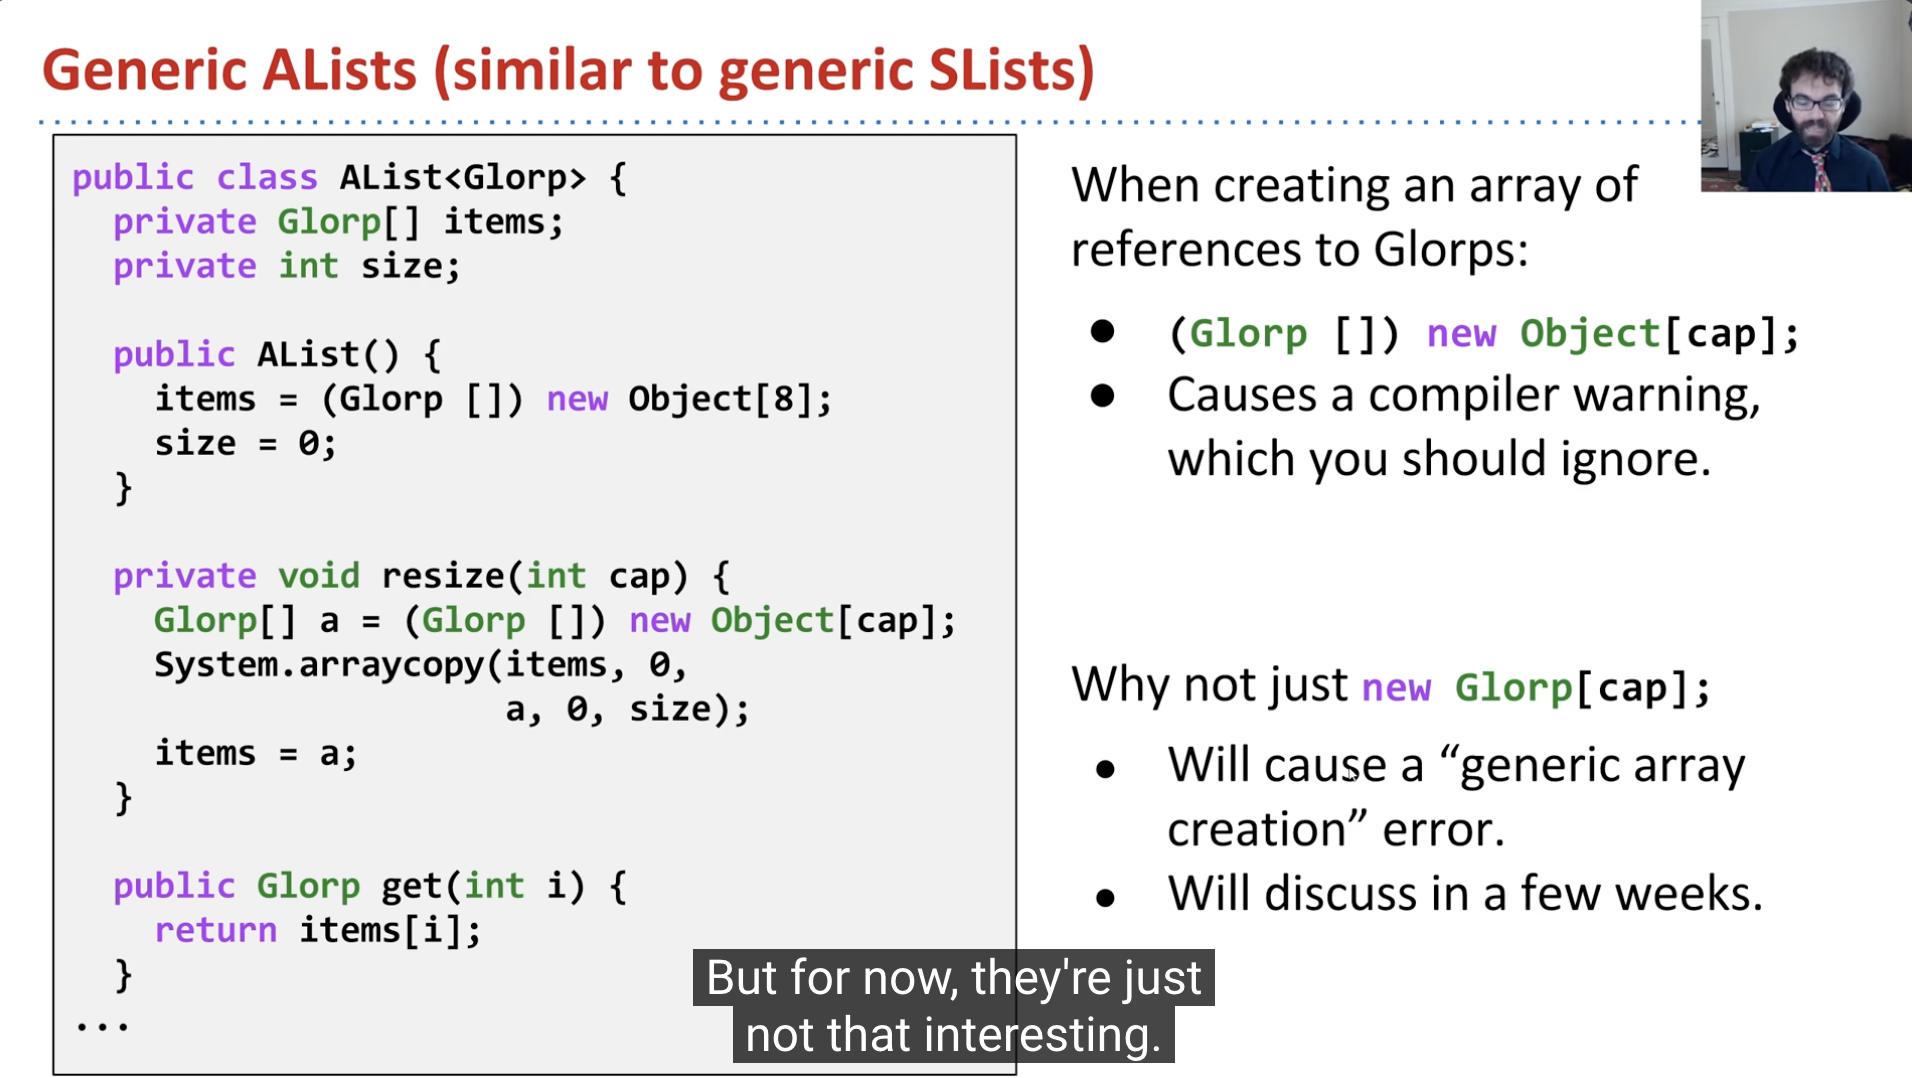 Generic ALists (similar to generic SLists)
public class AList<Glorp> {
private Glorp[] items;
private int size;
public AList() {
items = (Glorp []) new Object[8];
size = 0;
}
private void resize(int cap) {
Glorp[] a = (Glorp []) new Object[cap];
System.arraycopy(items, 0,
a, 0, size);
items = a;
}
public Glorp get(int i) {
return items[i];
}
...
When creating an array of
references to Glorps:
● (Glorp []) new Object[cap];
● Causes a compiler warning,
which you should ignore.
Why not just new Glorp[cap];
● Will cause a “generic array
creation” error.
● Will discuss in a few weeks.
But for now, they're just
not that interesting.